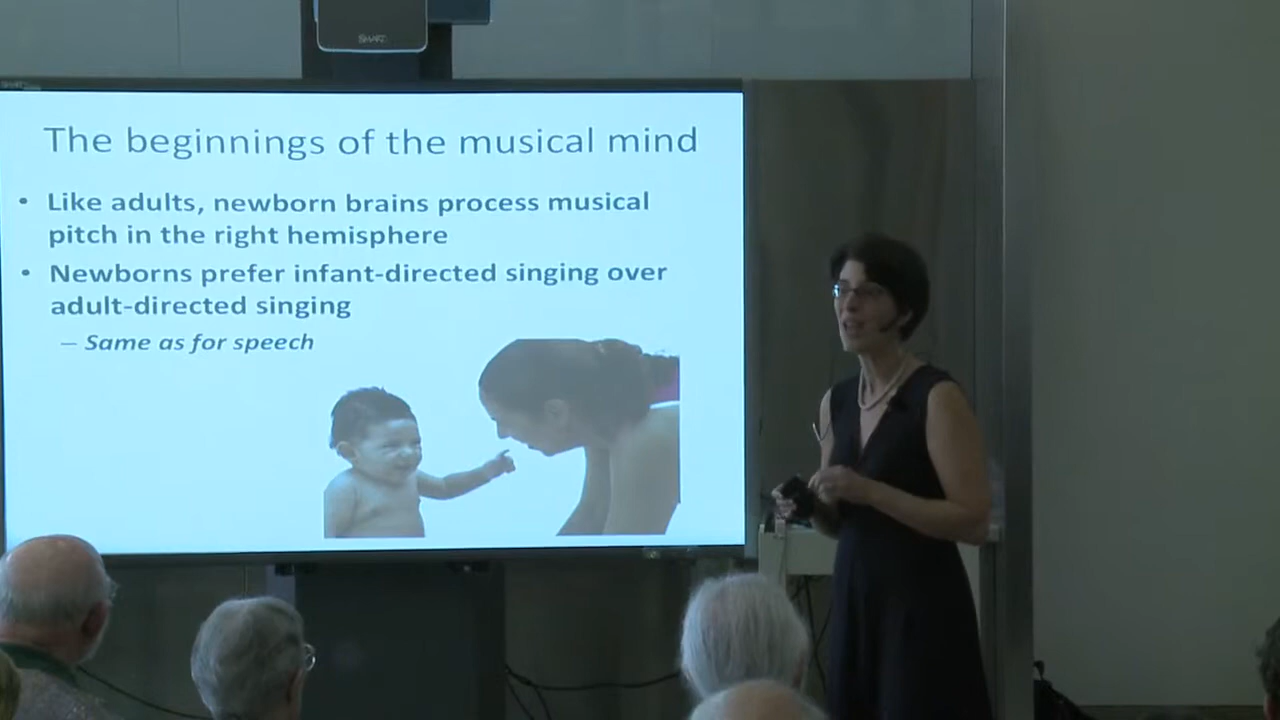 SMART
The beginnings of the musical mind
• Like adults, newborn brains process musical
pitch in the right hemisphere
• Newborns prefer infant-directed singing over
adult-directed singing
– Same as for speech